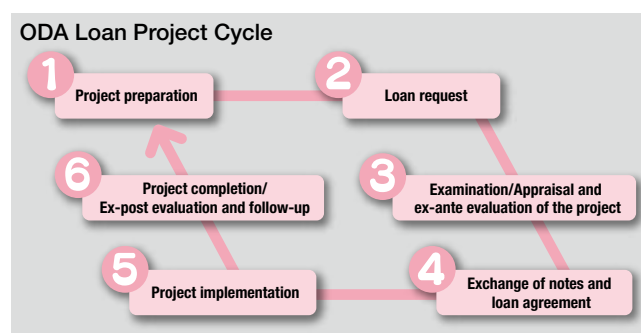 ODA Loan Project Cycle
1
Project preparation
2
Loan request
3
Examination/Appraisal and
ex-ante evaluation of the project
4
Exchange of notes and
loan agreement
5
Project implementation
6
Project completion/
Ex-post evaluation and follow-up